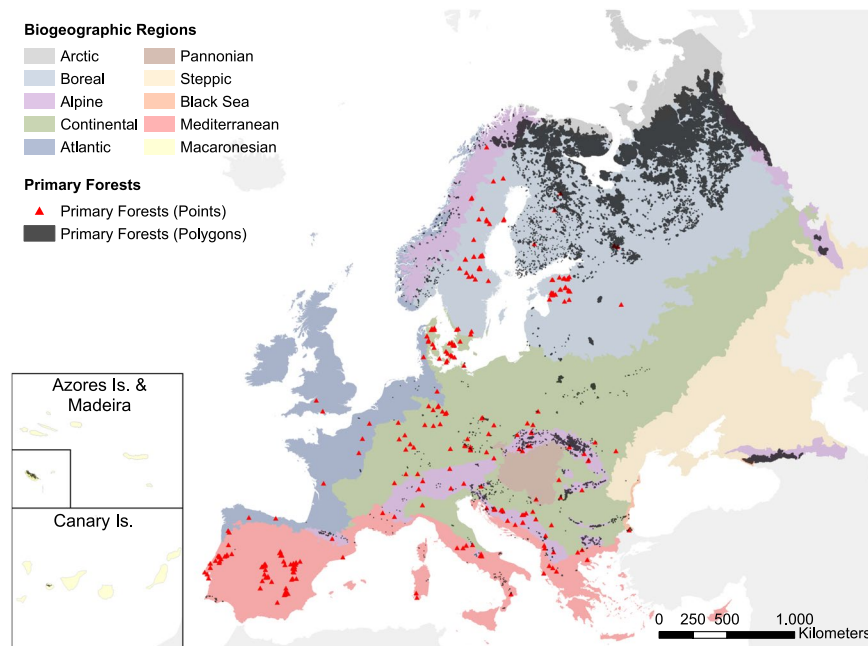 Biogeographic Regions
Arctic
Pannonian
Boreal
Steppic
Alpine
Black Sea
Continental
Mediterranean
Atlantic
Macaronesian
Primary Forests
Primary Forests (Points)
Primary Forests (Polygons)
Azores Is. &
Madeira
Canary Is.
0 250 500 1.000
Kilometers